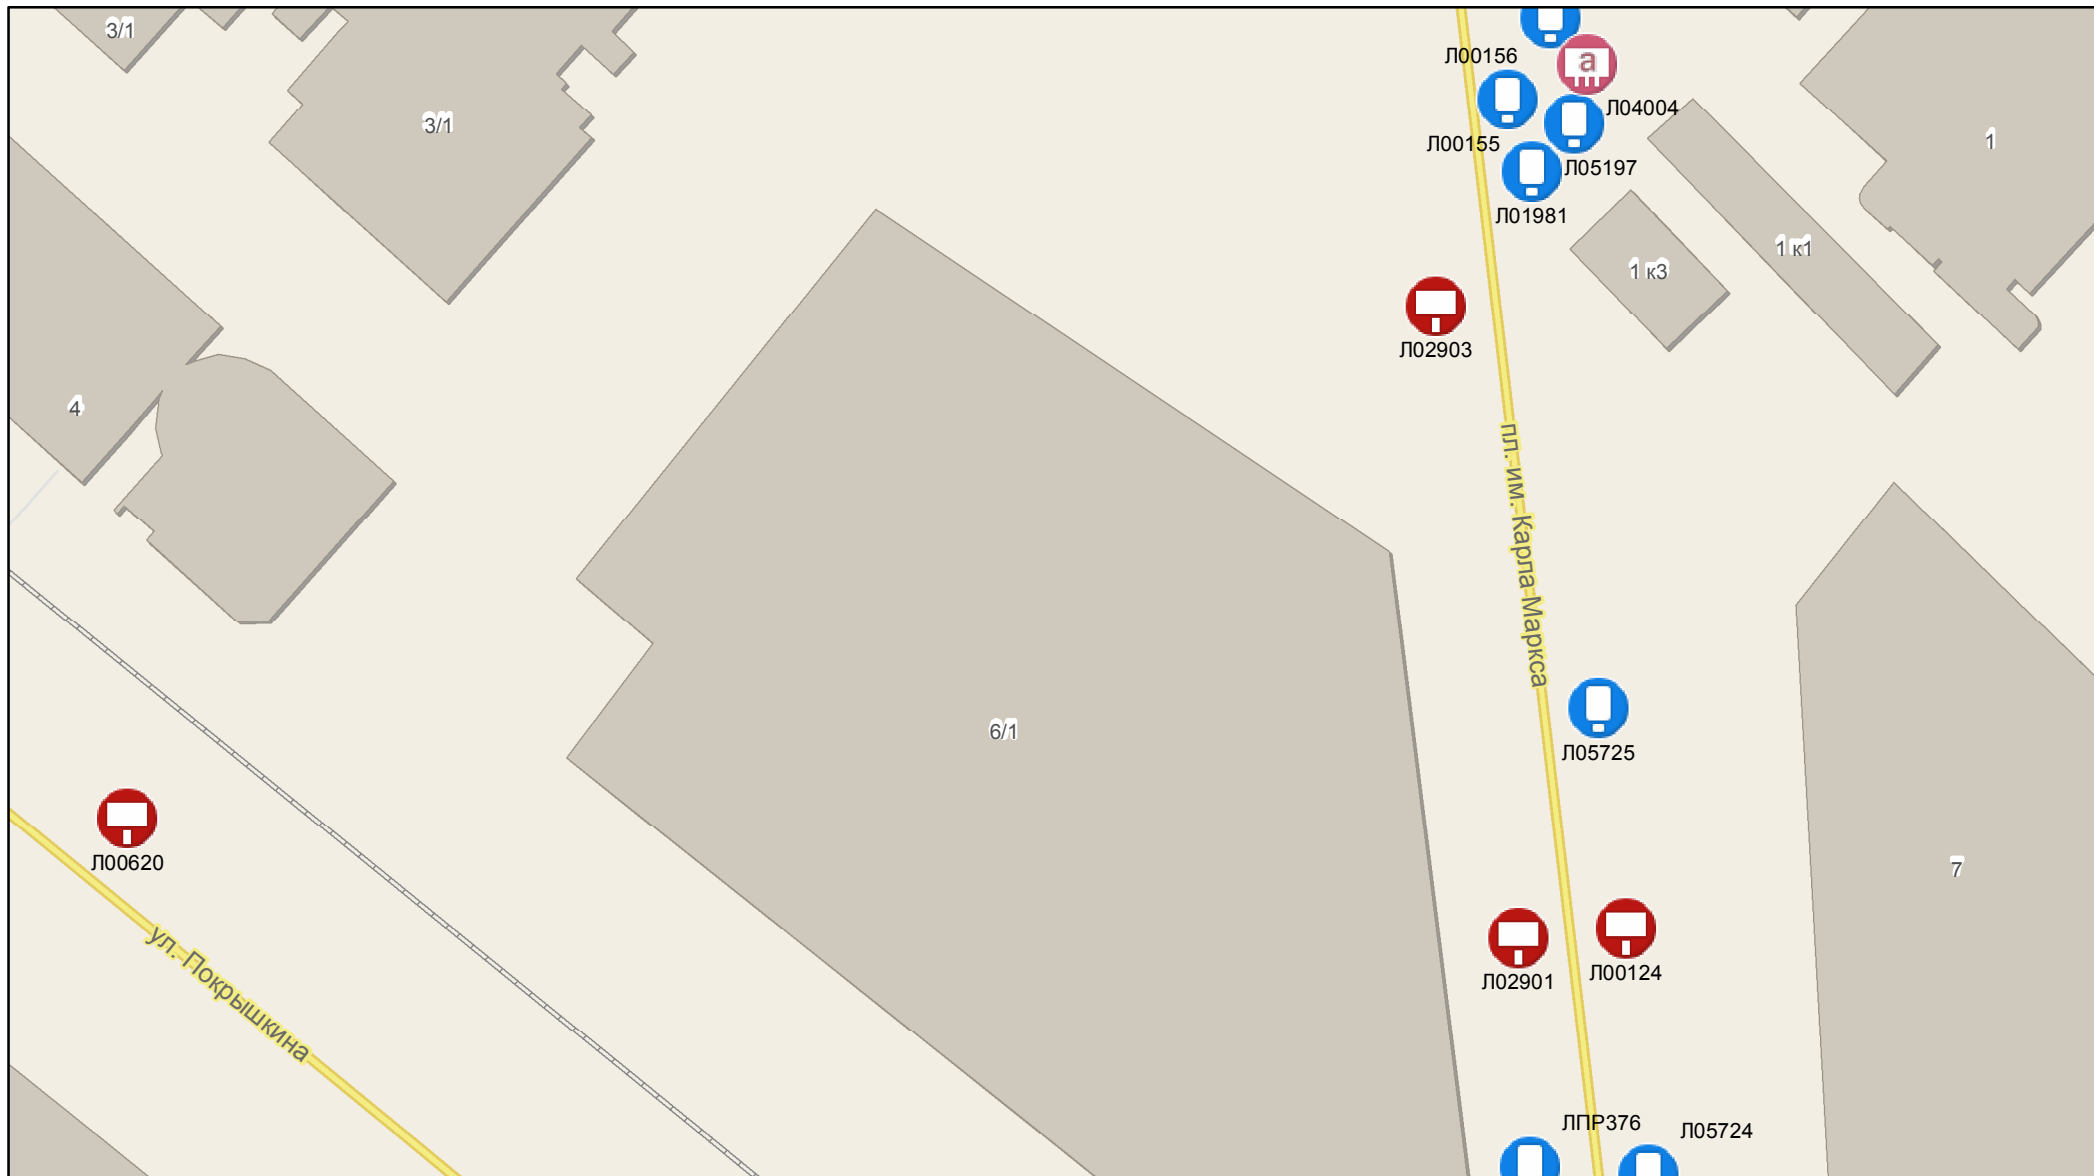 3/1
Л00156
a
3/1
Л04004
Л00155
1
Л05197
Л01981
1 к1
1 к3
Л02903
4
пл. им. Карла Маркса
6/1
Л05725
Л00620
7
ул. Покрышкина
Л02901
Л00124
ЛПР376
Л05724